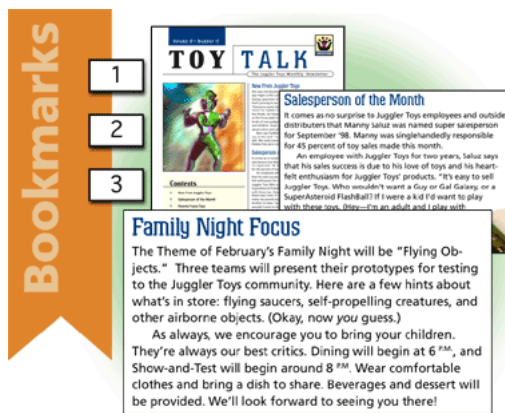 Bookmarks
1
2
3
TOY TALK
The Juggler Toys Monthly Newsletter
New From Juggler Toys
Contents
New From Juggler Toys
Salesperson of the Month
Salesperson of the Month
It comes as no surprise to Juggler Toys employees and outside
distributers that Manny Saluz was named super salesperson
for September '98. Manny was singlehandedly responsible
for 45 percent of toy sales made this month.
An employee with Juggler Toys for two years, Saluz says
that his sales success is due to his love of toys and his heart-
felt enthusiasm for Juggler Toys' products. "It's easy to sell
Juggler Toys. Who wouldn't want a Guy or Gal Galaxy, or a
SuperAsteroid FlashBall? If I were a kid I'd want to play
with these toys. (Hey—I'm an adult and I play with
Family Night Focus
The Theme of February's Family Night will be "Flying Ob-
jects." Three teams will present their prototypes for testing
to the Juggler Toys community. Here are a few hints about
what's in store: flying saucers, self-propelling creatures, and
other airborne objects. (Okay, now you guess.)
As always, we encourage you to bring your children.
They're always our best critics. Dining will begin at 6 P.M., and
Show-and-Test will begin around 8 P.M. Wear comfortable
clothes and bring a dish to share. Beverages and dessert will
be provided. We'll look forward to seeing you there!